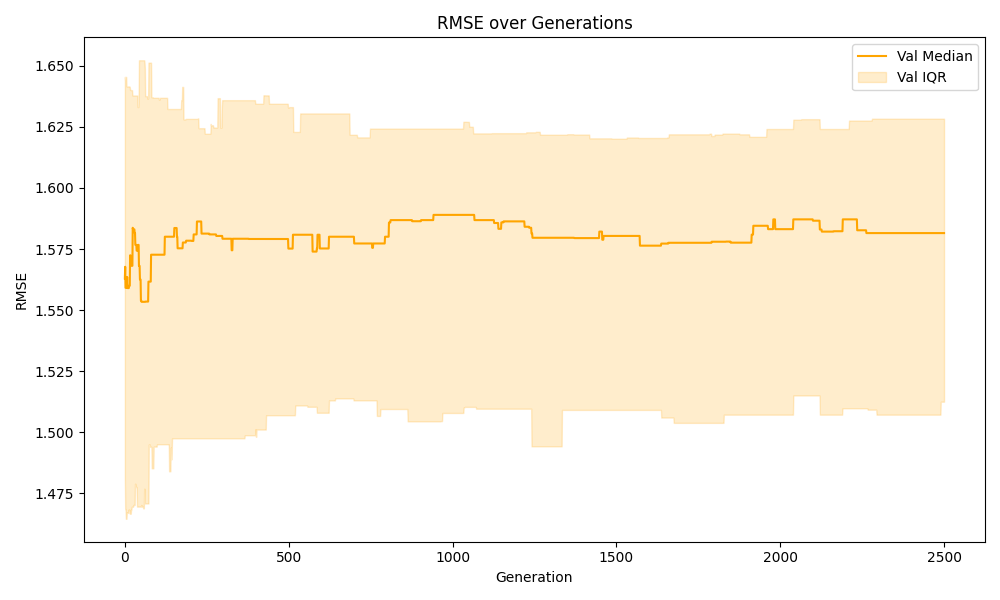 RMSE over Generations
Val Median
Val IQR
RMSE
1.650
1.625
1.600
1.575
1.550
1.525
1.500
1.475
0 500 1000 1500 2000 2500
Generation